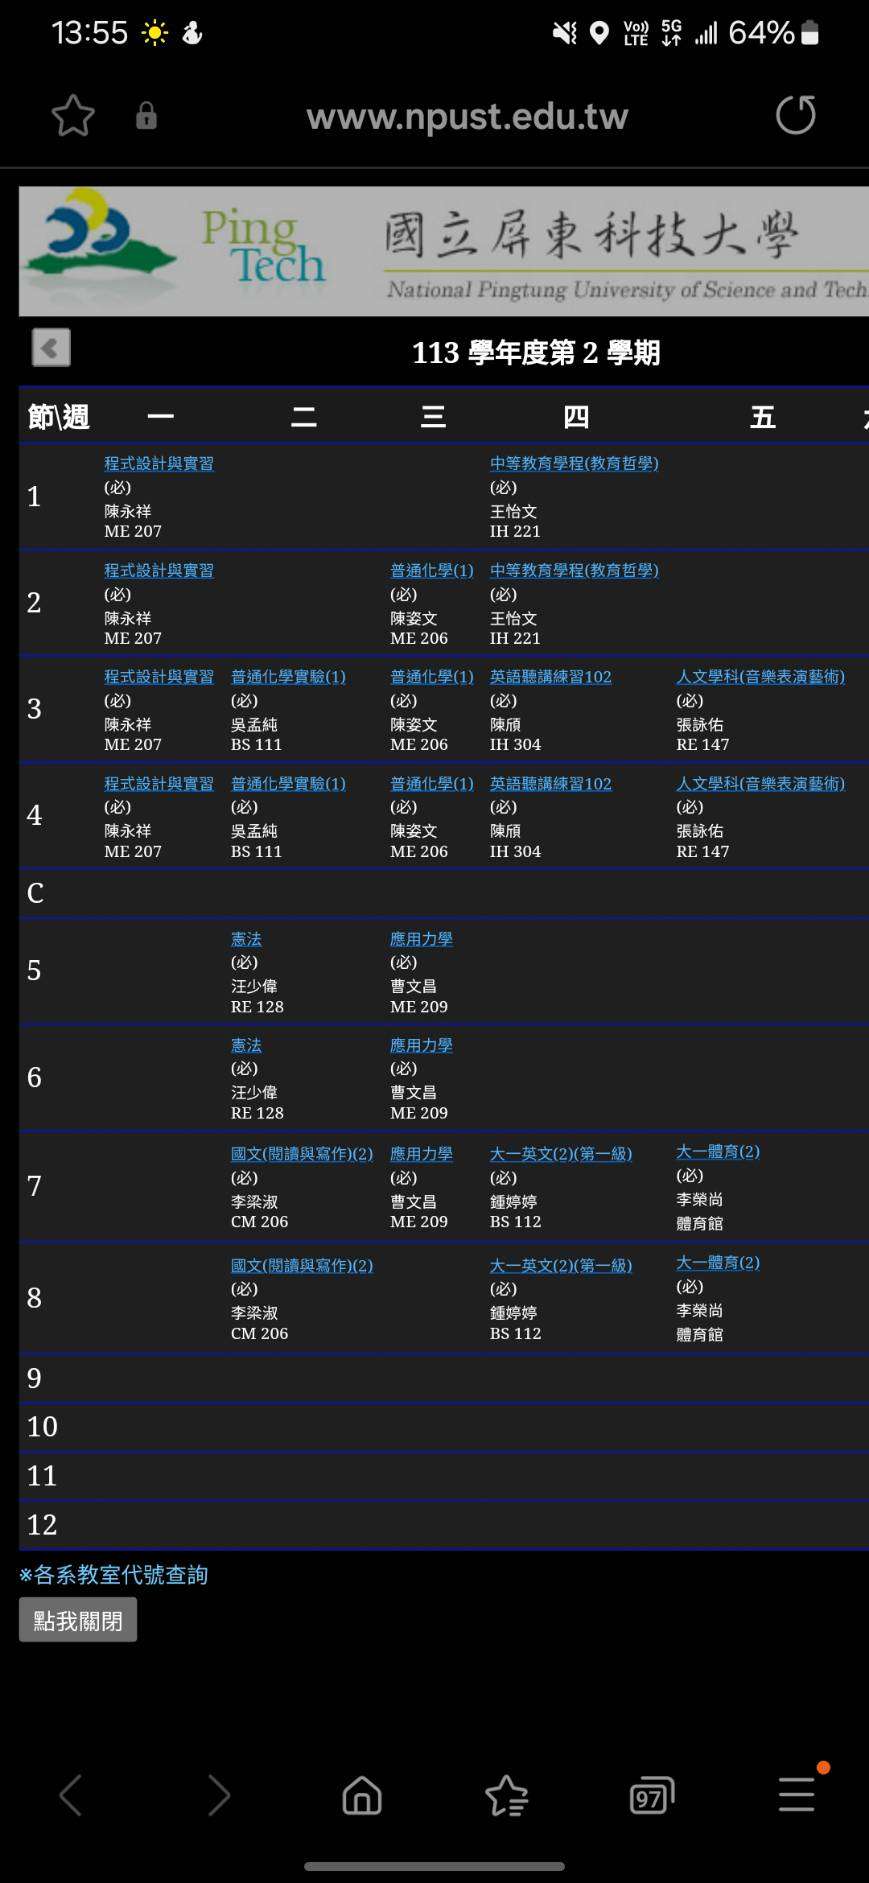 13:55 Vo)) LTE 5G 64%
www.npust.edu.tw
Ping Tech 國立屏東科技大學
National Pingtung University of Science and Tech
113 學年度第 2 學期
節\週 一 二 三 四 五
1
程式設計與實習 中等教育學程(教育哲學)
(必) (必)
陳永祥 王怡文
ME 207 IH 221
2
程式設計與實習 普通化學(1) 中等教育學程(教育哲學)
(必) (必) (必)
陳永祥 陳姿文 王怡文
ME 207 ME 206 IH 221
3
程式設計與實習 普通化學實驗(1) 普通化學(1) 英語聽講練習102 人文學科(音樂表演藝術)
(必) (必) (必) (必) (必)
陳永祥 吳孟純 陳姿文 陳頎 張詠佑
ME 207 BS 111 ME 206 IH 304 RE 147
4
程式設計與實習 普通化學實驗(1) 普通化學(1) 英語聽講練習102 人文學科(音樂表演藝術)
(必) (必) (必) (必) (必)
陳永祥 吳孟純 陳姿文 陳頎 張詠佑
ME 207 BS 111 ME 206 IH 304 RE 147
C
5
憲法 應用力學
(必) (必)
汪少偉 曹文昌
RE 128 ME 209
6
憲法 應用力學
(必) (必)
汪少偉 曹文昌
RE 128 ME 209
7
國文(閱讀與寫作)(2) 應用力學 大一英文(2)(第一級) 大一體育(2)
(必) (必) (必) (必)
李梁淑 曹文昌 鍾婷婷 李榮尚
CM 206 ME 209 BS 112 體育館
8
國文(閱讀與寫作)(2) 大一英文(2)(第一級) 大一體育(2)
(必) (必) (必)
李梁淑 鍾婷婷 李榮尚
CM 206 BS 112 體育館
9
10
11
12
※各系教室代號查詢
點我關閉
97